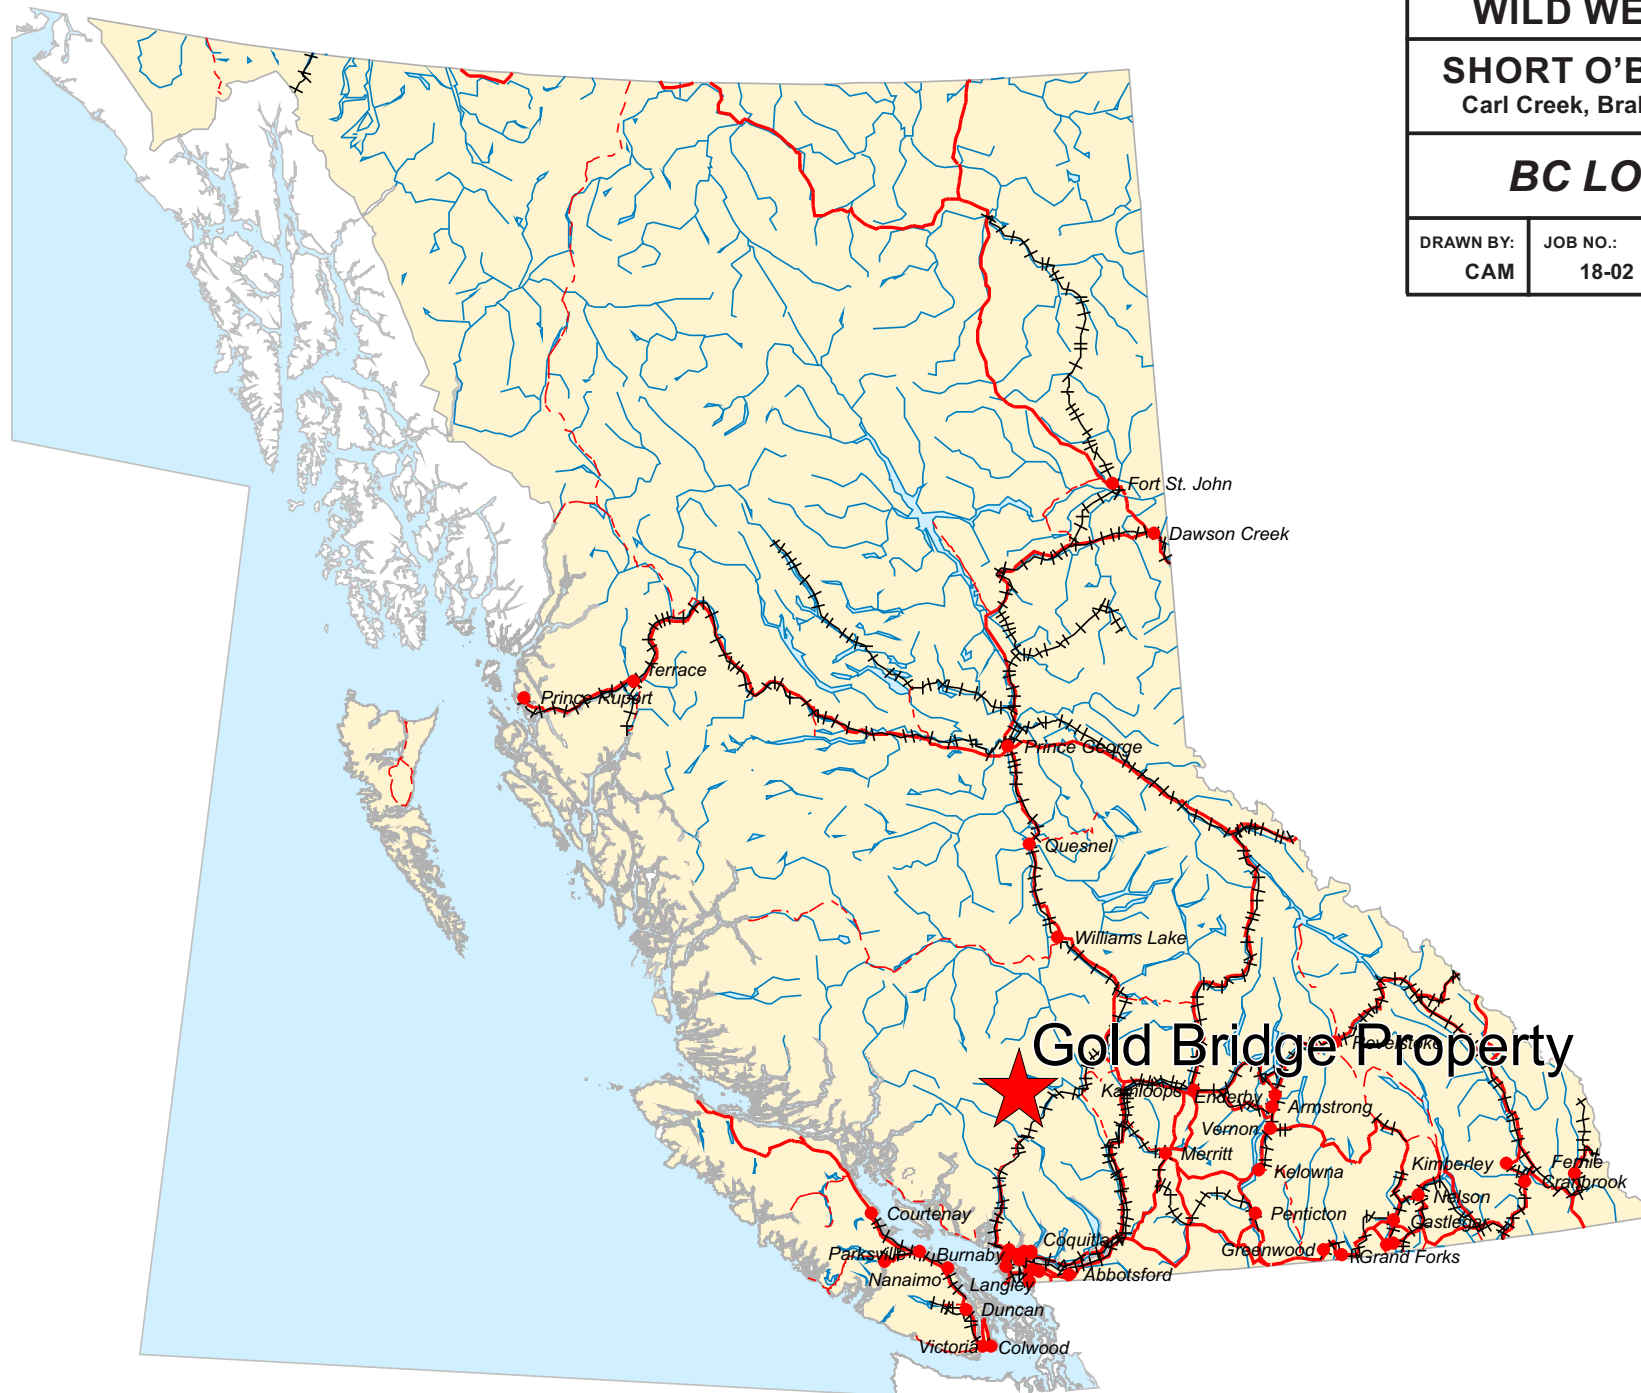 WILD WE
SHORT O’B
Carl Creek, Bral
BC LO
DRAWN BY:
CAM
JOB NO.:
18-02
Fort St. John
Dawson Creek
Terrace
Prince Rupert
Prince George
Quesnel
Williams Lake
Gold Bridge Property
Revelstoke
Kamloops
Enderby
Armstrong
Vernon
Merritt
Kelowna
Kimberley
Fernie
Cranbrook
Nelson
Castlegar
Penticton
Greenwood
Grand Forks
Courtenay
Coquitlam
Parksville
Burnaby
Abbotsford
Nanaimo
Langley
Duncan
Victoria
Colwood